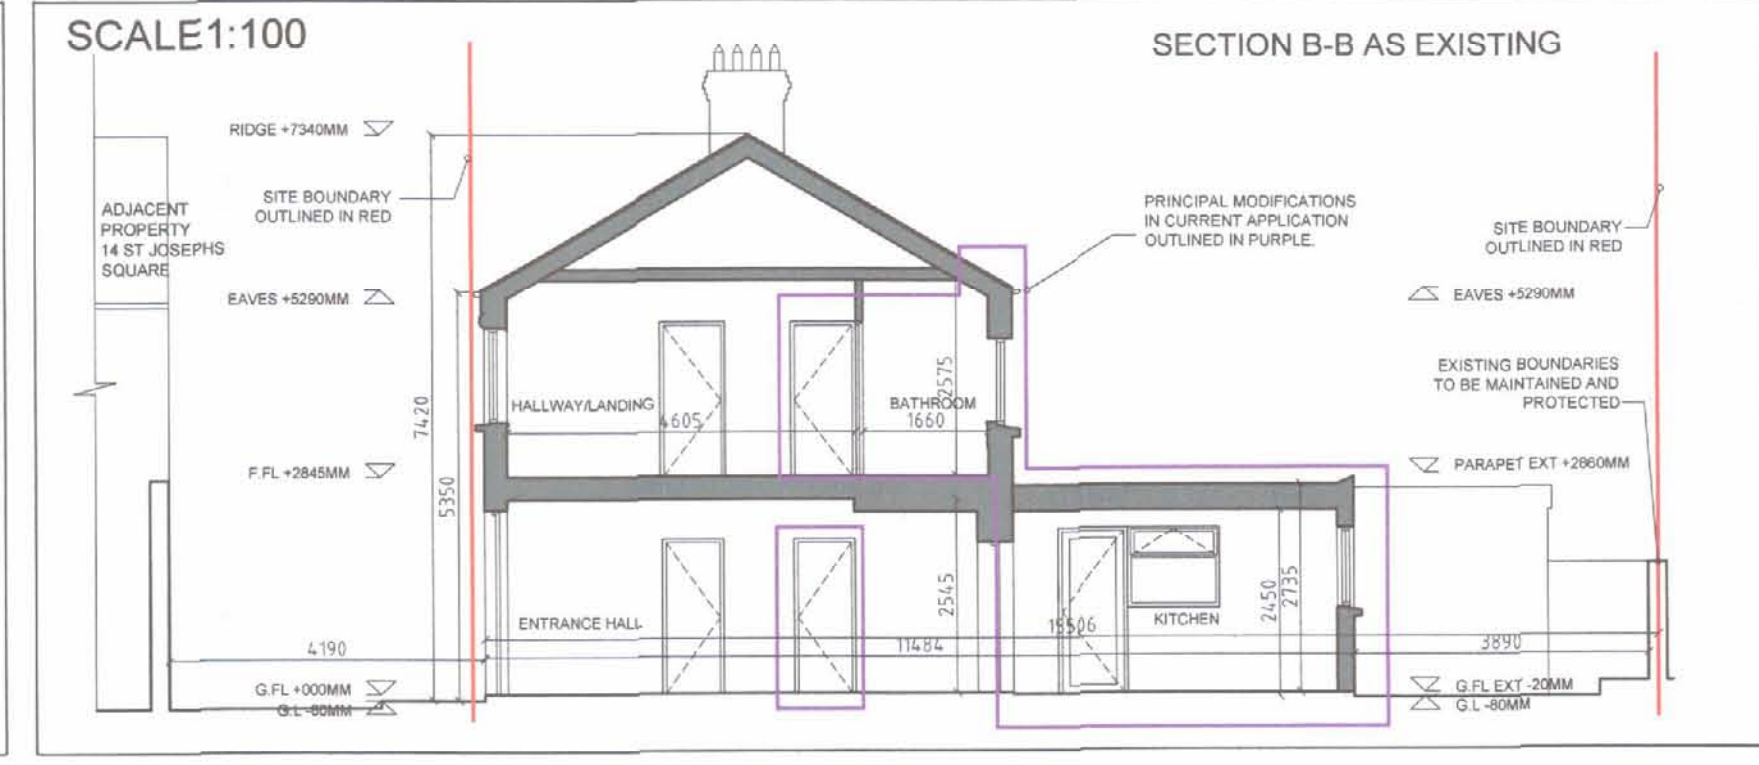 SCALE1:100
SECTION B-B AS EXISTING
RIDGE +7340MM
SITE BOUNDARY
OUTLINED IN RED
ADJACENT
PROPERTY
14 ST JOSEPHS
SQUARE
EAVES +5290MM
PRINCIPAL MODIFICATIONS
IN CURRENT APPLICATION
OUTLINED IN PURPLE.
SITE BOUNDARY
OUTLINED IN RED
EAVES +5290MM
EXISTING BOUNDARIES
TO BE MAINTAINED AND
PROTECTED
7420
HALLWAY/LANDING
4605
2575
BATHROOM
1660
F.FL +2845MM
PARAPET EXT +2860MM
5350
2545
2450
2735
ENTRANCE HALL
15506
KITCHEN
4190
11484
3890
G.FL +000MM
G.L -80MM
G.FL EXT -20MM
G.L -80MM